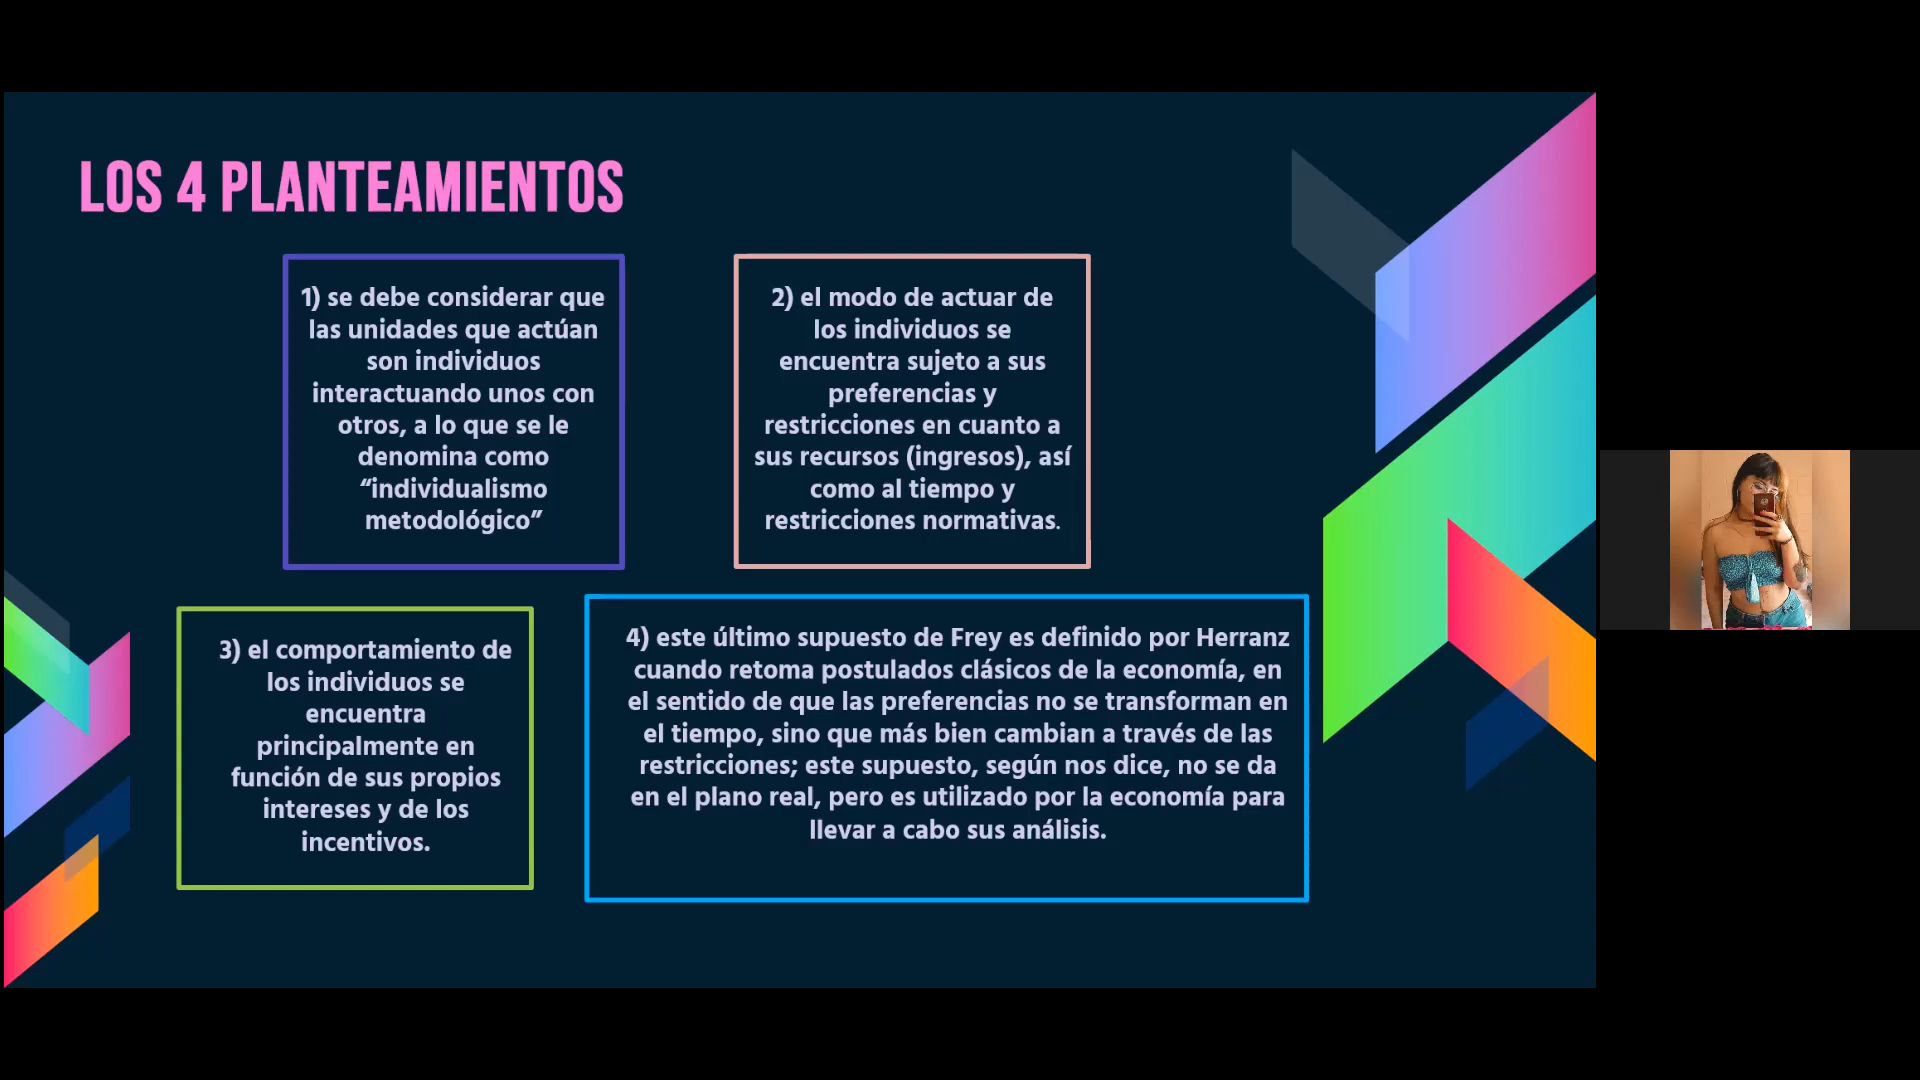 LOS 4 PLANTEAMIENTOS
1) se debe considerar que
las unidades que actúan
son individuos
interactuando unos con
otros, a lo que se le
denomina como
“individualismo
metodológico”
2) el modo de actuar de
los individuos se
encuentra sujeto a sus
preferencias y
restricciones en cuanto a
sus recursos (ingresos), así
como al tiempo y
restricciones normativas.
3) el comportamiento de
los individuos se
encuentra
principalmente en
función de sus propios
intereses y de los
incentivos.
4) este último supuesto de Frey es definido por Herranz
cuando retoma postulados clásicos de la economía, en
el sentido de que las preferencias no se transforman en
el tiempo, sino que más bien cambian a través de las
restricciones; este supuesto, según nos dice, no se da
en el plano real, pero es utilizado por la economía para
llevar a cabo sus análisis.